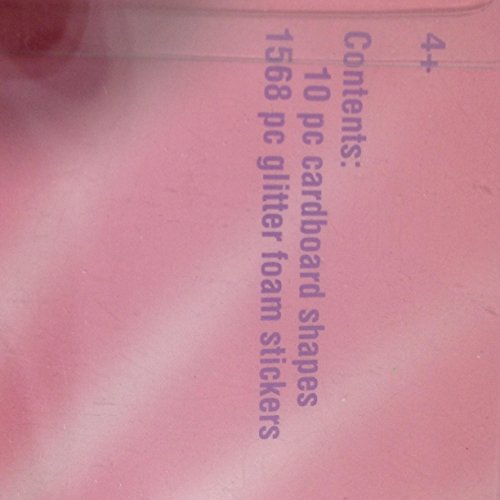 4+
Contents:
10 pc cardboard shapes
1568 pc glitter foam stickers